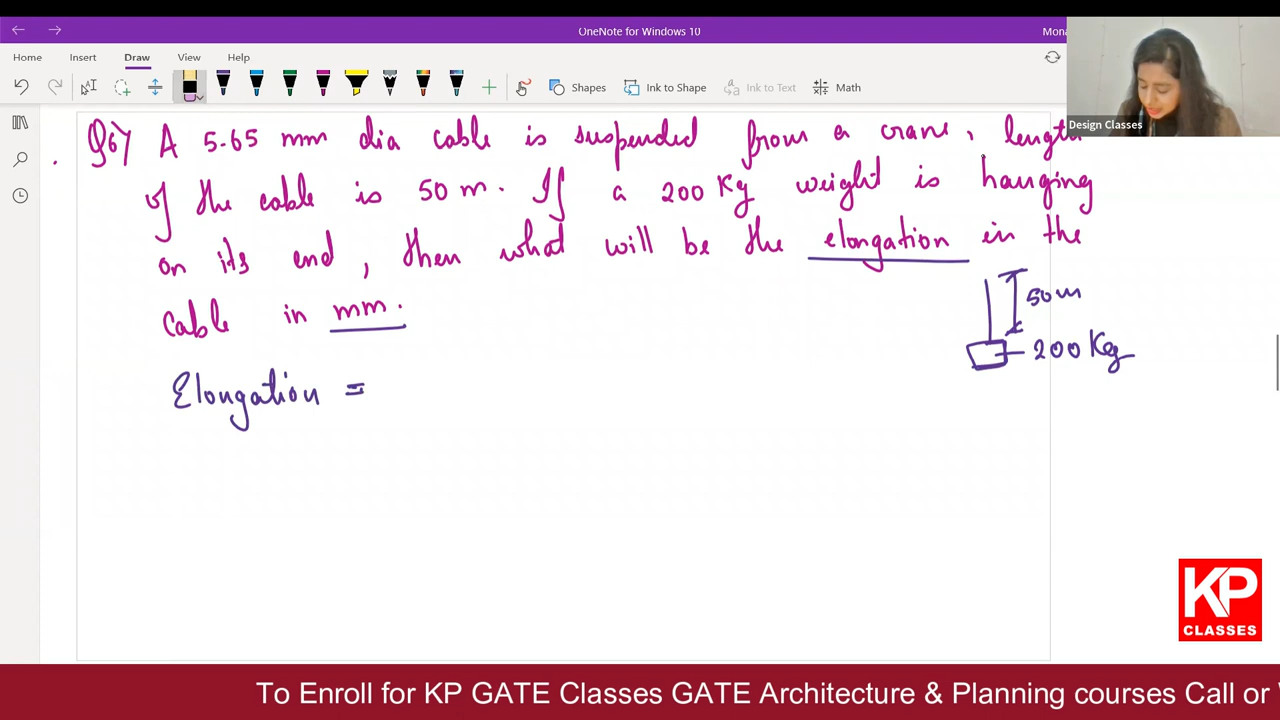 OneNote for Windows 10
Mona
Home
Insert
Draw
View
Help
Shapes
Ink to Shape
Ink to Text
Math
Design Classes
Q6) A 5.65 mm dia cable is suspended from a crane, length
of the cable is 50 m. If a 200 Kg weight is hanging
on its end, then what will be the elongation in the
cable in mm.
50m
200 Kg
Elongation =
KP
CLASSES
To Enroll for KP GATE Classes GATE Architecture & Planning courses Call or